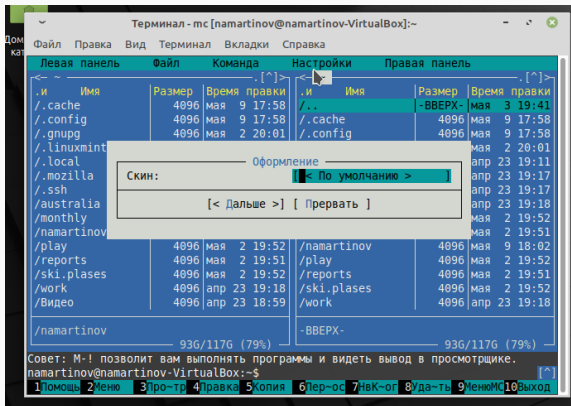 Терминал - mc [namartinov@namartinov-VirtualBox]:~
Дом
кат
Файл Правка Вид Терминал Вкладки Справка
Левая панель Файл Команда Настройки Правая панель
<- ~ .[^]> <- ~ .[^]>
.и Имя Размер Время правки .и Имя Размер Время правки
/.cache 4096 мая 9 17:58 /.. -ВВЕРХ- мая 3 19:41
/.config 4096 мая 9 17:58 /.cache 4096 мая 9 17:58
/.gnupg 4096 мая 2 20:01 /.config 4096 мая 9 17:58
/.linuxmint мая 2 20:01
/.local апр 23 19:11
/.mozilla апр 23 19:17
/.ssh апр 23 19:17
/australia апр 23 19:18
/monthly мая 2 19:52
/namartinov мая 2 19:51
Оформление
Скин: [ < По умолчанию > ]
[< Дальше >] [ Прервать ]
/play 4096 мая 2 19:52 /namartinov 4096 мая 9 18:02
/reports 4096 мая 2 19:51 /play 4096 мая 2 19:52
/ski.plases 4096 мая 2 19:52 /reports 4096 мая 2 19:51
/work 4096 апр 23 19:18 /ski.plases 4096 мая 2 19:52
/Видео 4096 апр 23 18:59 /work 4096 апр 23 19:18
/namartinov -ВВЕРХ-
93G/117G (79%) 93G/117G (79%)
Совет: M-! позволит вам выполнять программы и видеть вывод в просмотрщике.
namartinov@namartinov-VirtualBox:~$ [^]
1Помощь 2Меню 3Про~тр 4Правка 5Копия 6Пер~ос 7НвК~ог 8Уда~ть 9МенюМС 10Выход